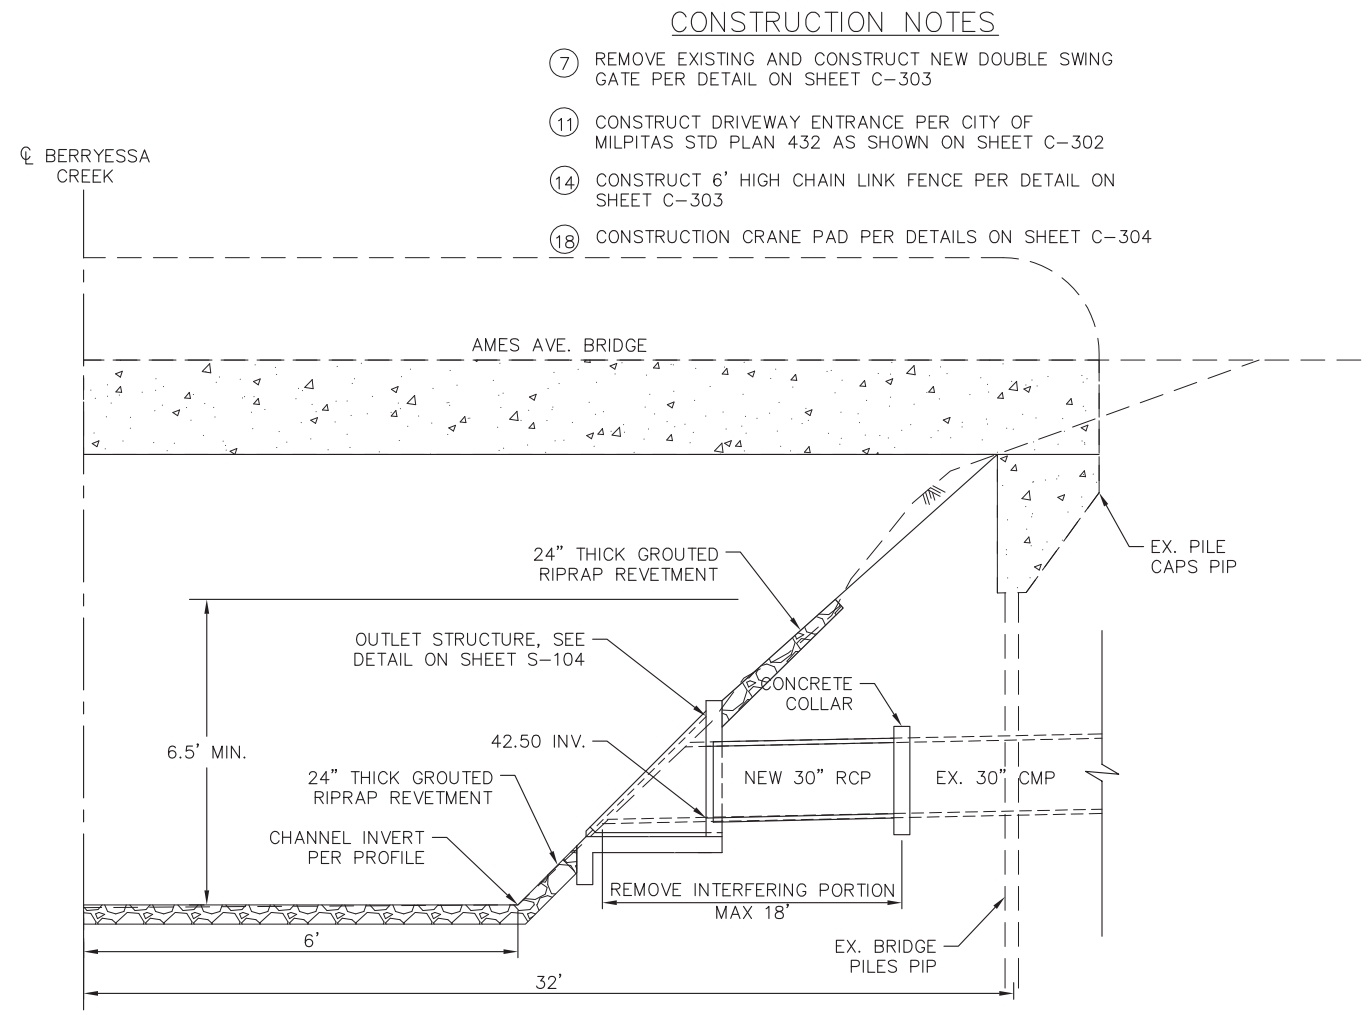 CONSTRUCTION NOTES
7 REMOVE EXISTING AND CONSTRUCT NEW DOUBLE SWING
GATE PER DETAIL ON SHEET C-303
11 CONSTRUCT DRIVEWAY ENTRANCE PER CITY OF
MILPITAS STD PLAN 432 AS SHOWN ON SHEET C-302
14 CONSTRUCT 6' HIGH CHAIN LINK FENCE PER DETAIL ON
SHEET C-303
18 CONSTRUCTION CRANE PAD PER DETAILS ON SHEET C-304
℄ BERRYESSA
CREEK
AMES AVE. BRIDGE
EX. PILE
CAPS PIP
24" THICK GROUTED
RIPRAP REVETMENT
OUTLET STRUCTURE, SEE
DETAIL ON SHEET S-104
CONCRETE
COLLAR
6.5' MIN.
42.50 INV.
NEW 30" RCP
EX. 30" CMP
24" THICK GROUTED
RIPRAP REVETMENT
CHANNEL INVERT
PER PROFILE
REMOVE INTERFERING PORTION
MAX 18'
6'
EX. BRIDGE
PILES PIP
32'